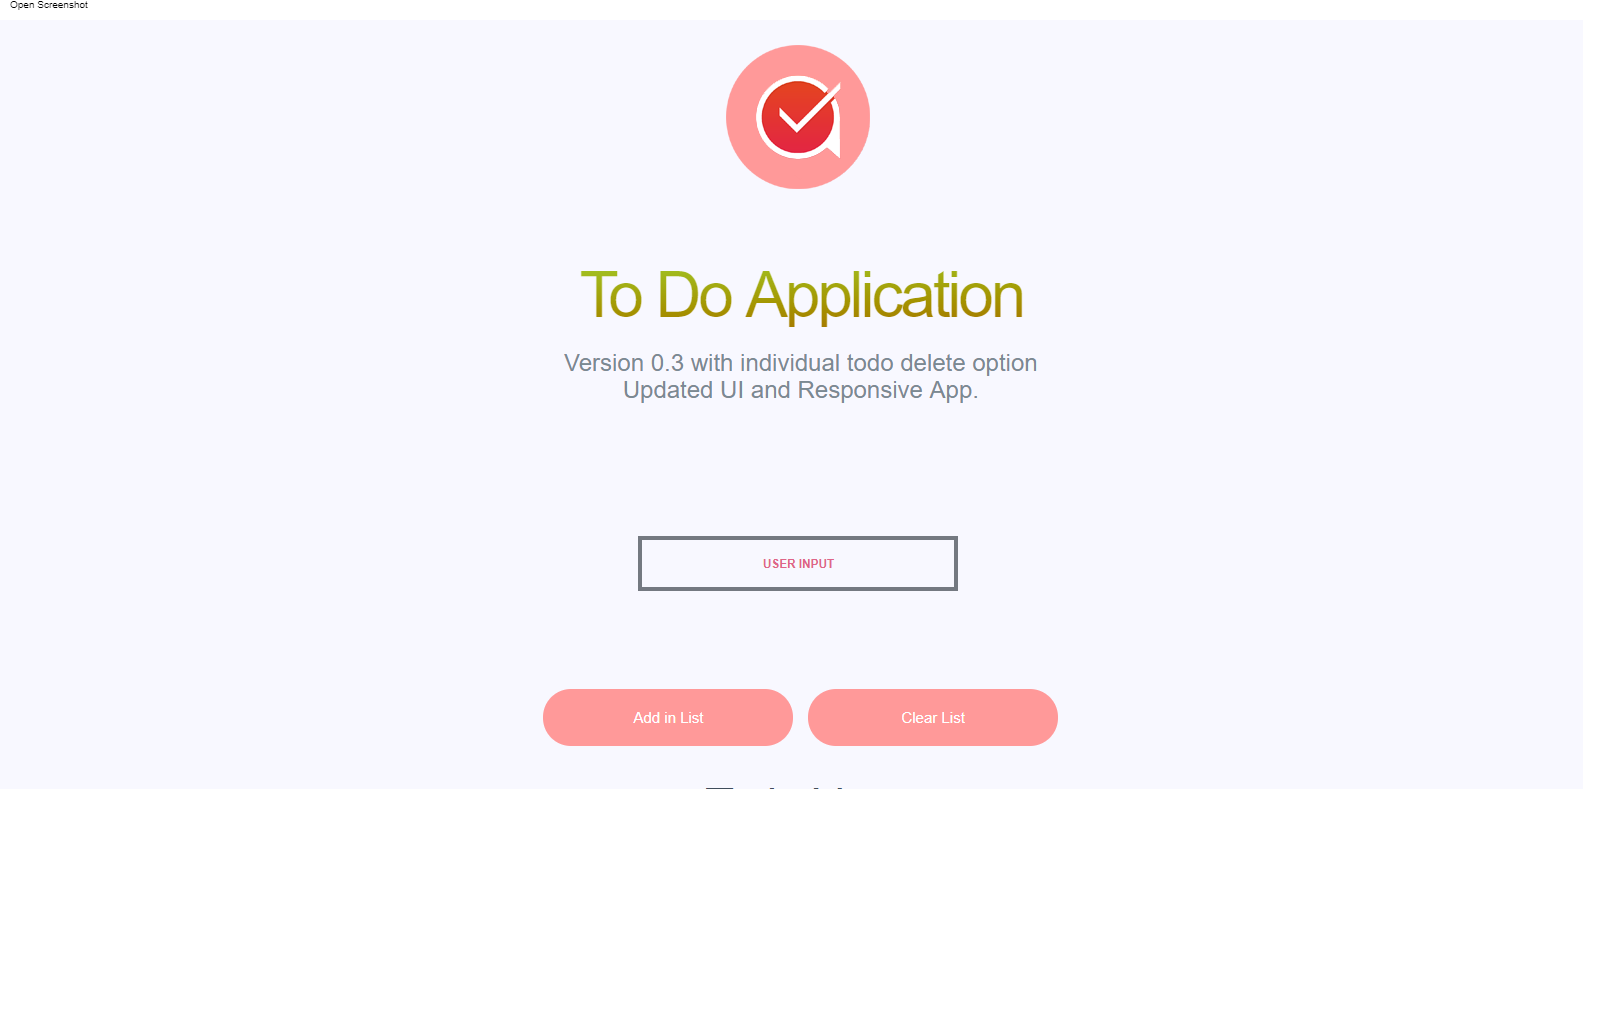 Open Screenshot
To Do Application
Version 0.3 with individual todo delete option
Updated UI and Responsive App.
USER INPUT
Add in List
Clear List